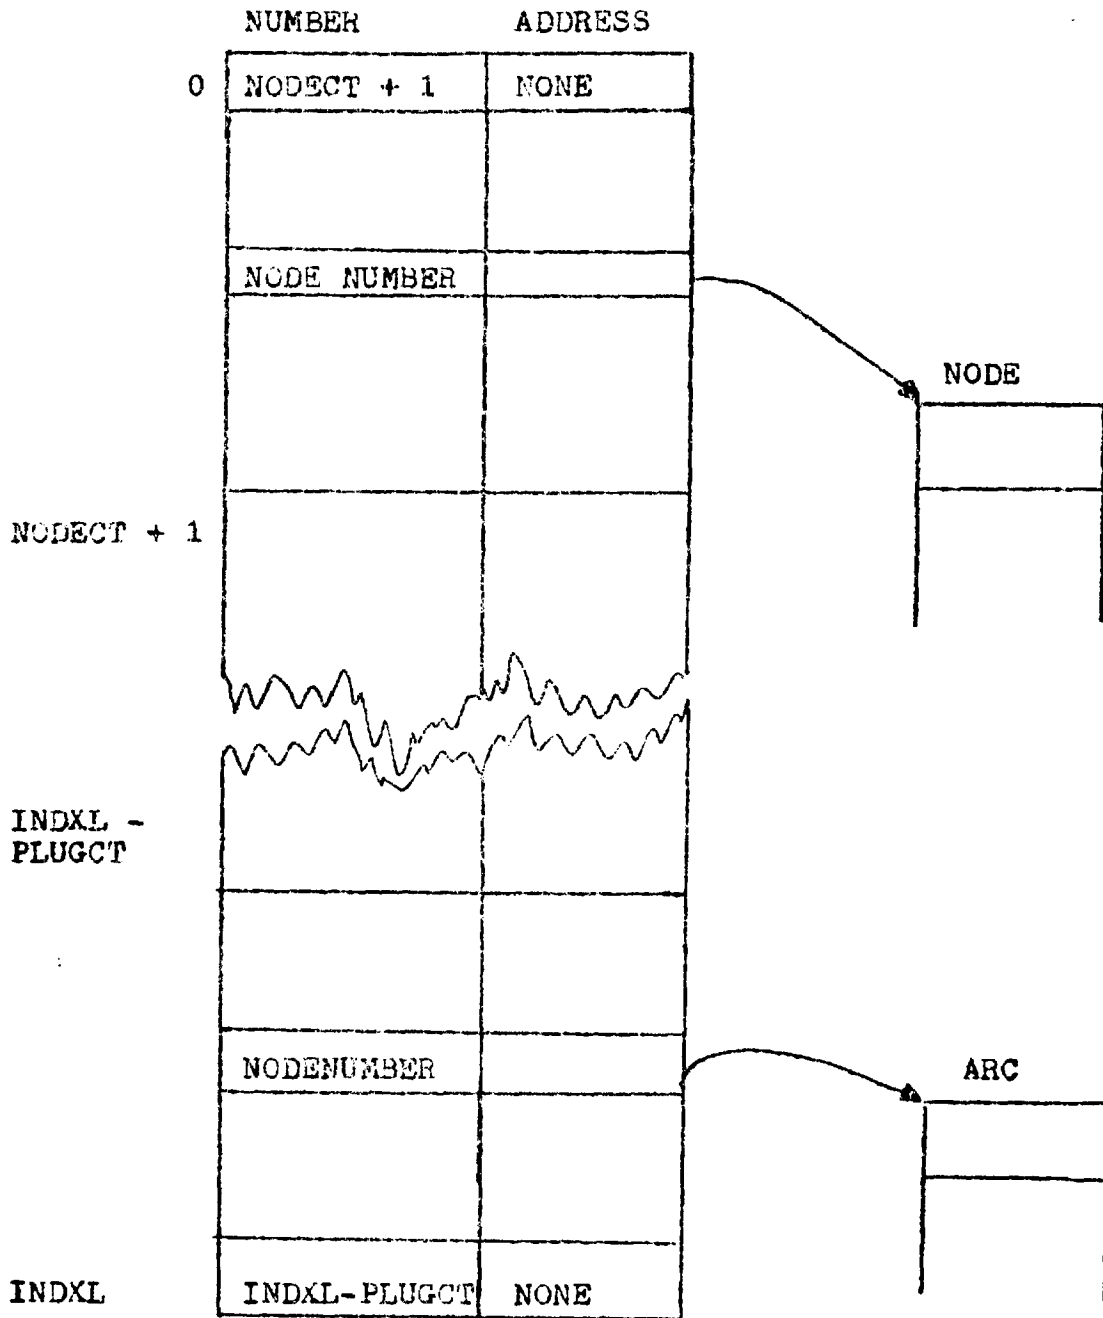 NUMBER ADDRESS
0 NODECT + 1 NONE
NODE NUMBER
NODE
NODECT + 1
INDXL -
PLUGCT
NODENUMBER
ARC
INDXL INDXL-PLUGCT NONE